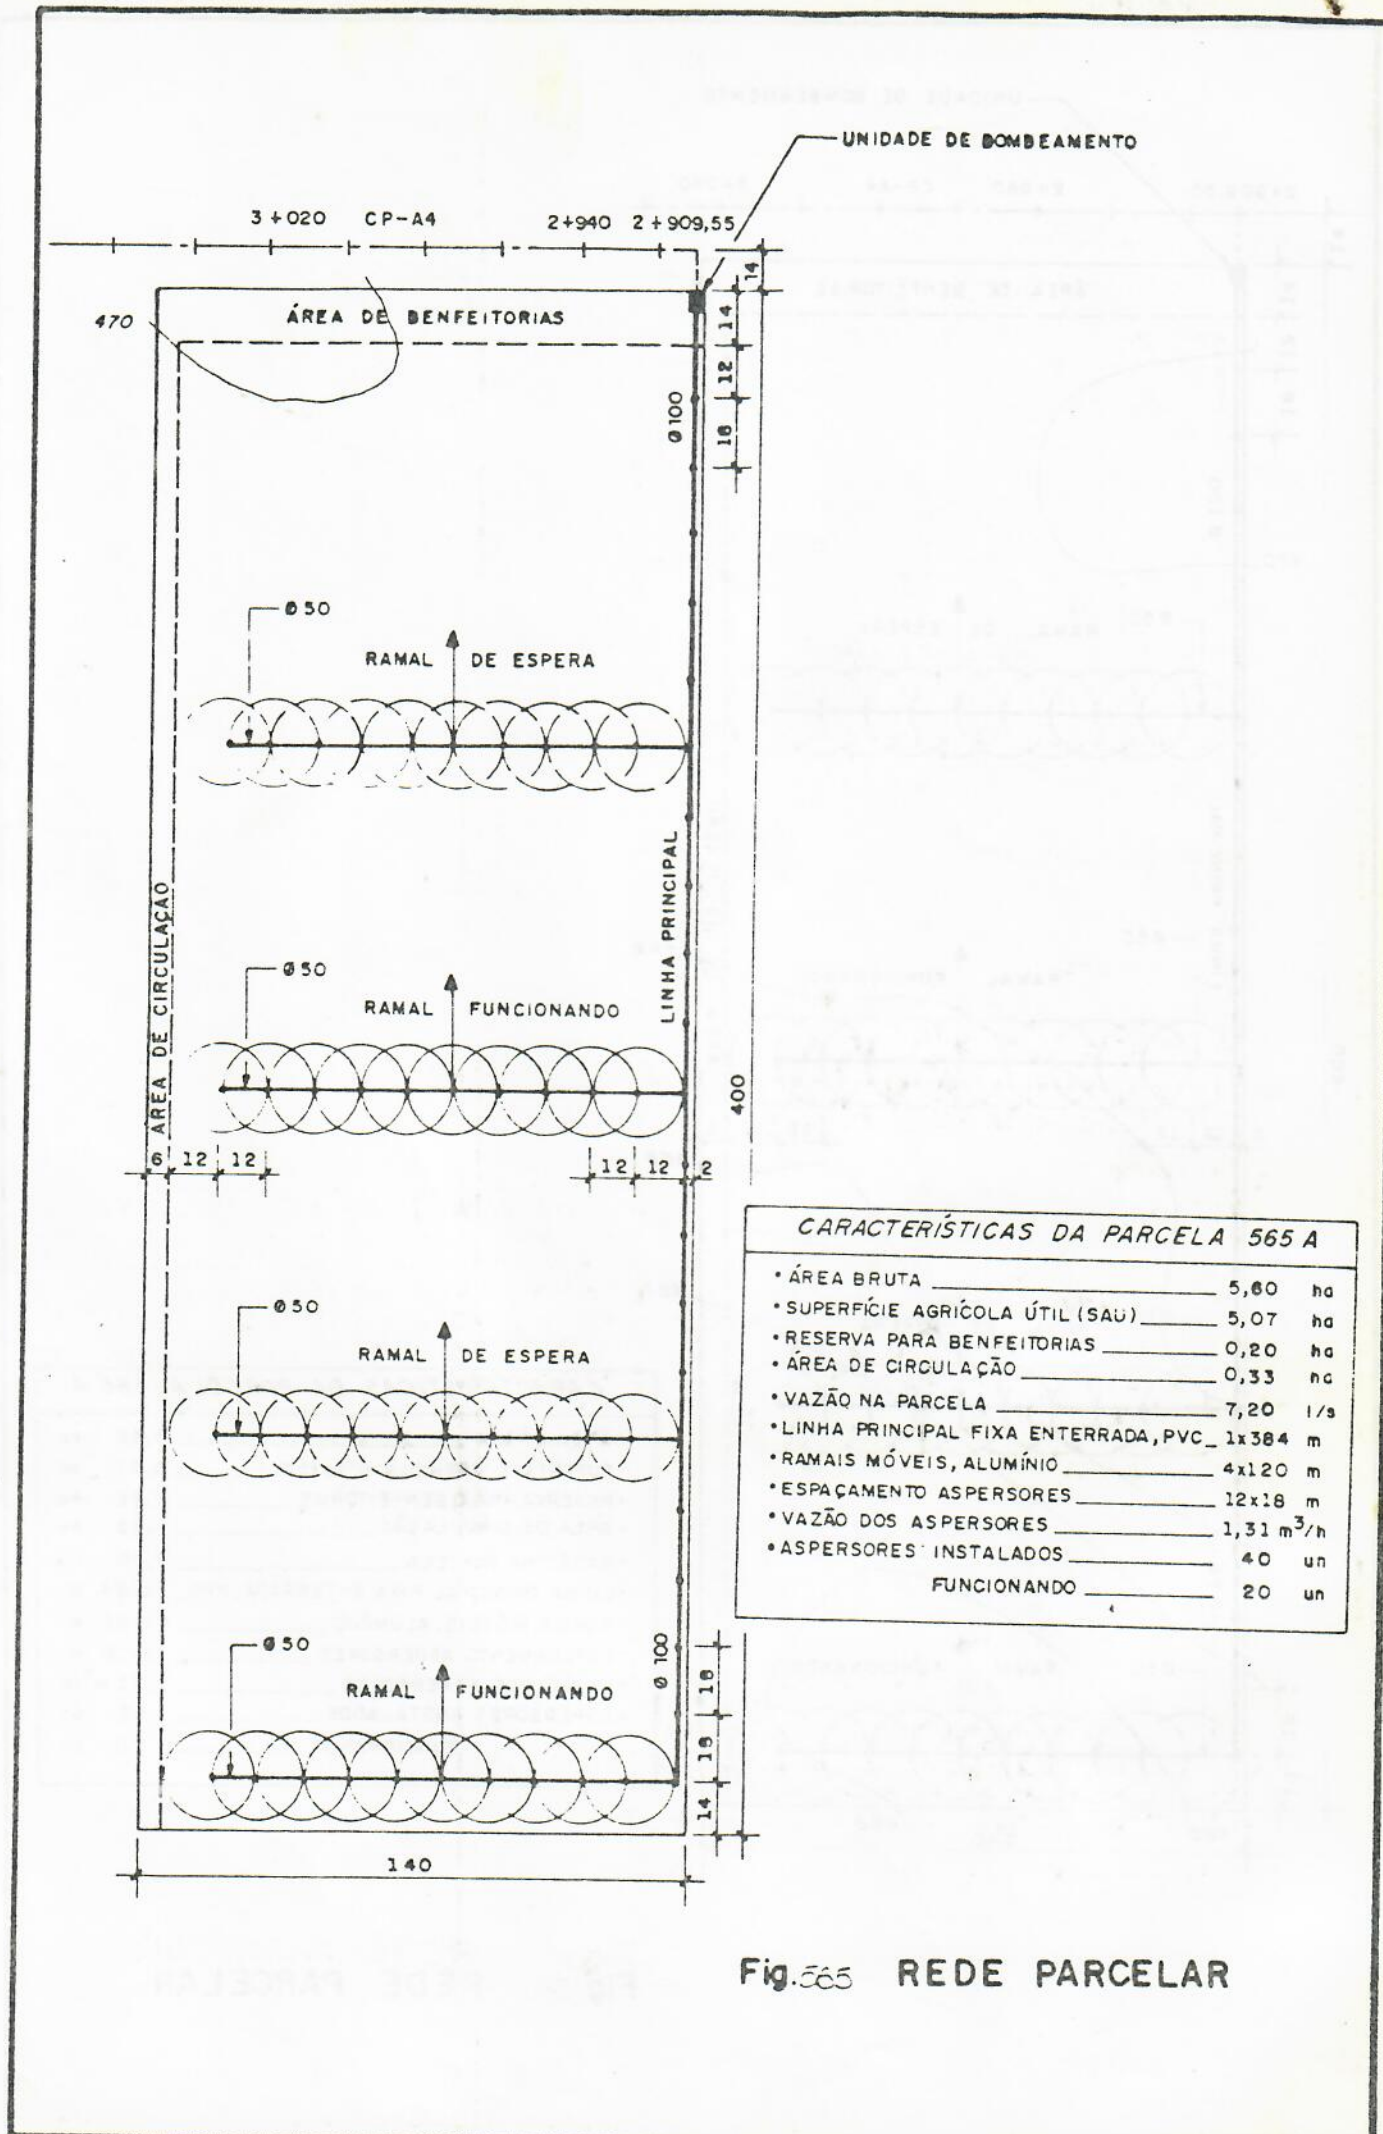 UNIDADE DE BOMBEAMENTO
3+020 CP-A4 2+940 2+909,55
14
470
ÁREA DE BENFEITORIAS
14
12
18
Ø100
Ø50
RAMAL DE ESPERA
LINHA PRINCIPAL
ÁREA DE CIRCULAÇÃO
Ø50
RAMAL FUNCIONANDO
400
6 12 12 12 12 2
Ø50
RAMAL DE ESPERA
CARACTERÍSTICAS DA PARCELA 565 A
• ÁREA BRUTA 5,60 ha
• SUPERFÍCIE AGRÍCOLA ÚTIL (SAU) 5,07 ha
• RESERVA PARA BENFEITORIAS 0,20 ha
• ÁREA DE CIRCULAÇÃO 0,33 ha
• VAZÃO NA PARCELA 7,20 l/s
• LINHA PRINCIPAL FIXA ENTERRADA, PVC 1x384 m
• RAMAIS MÓVEIS, ALUMÍNIO 4x120 m
• ESPAÇAMENTO ASPERSORES 12x18 m
• VAZÃO DOS ASPERSORES 1,31 m³/h
• ASPERSORES INSTALADOS 40 un
FUNCIONANDO 20 un
Ø50
RAMAL FUNCIONANDO
Ø100
18
18
14
140
Fig.565 REDE PARCELAR